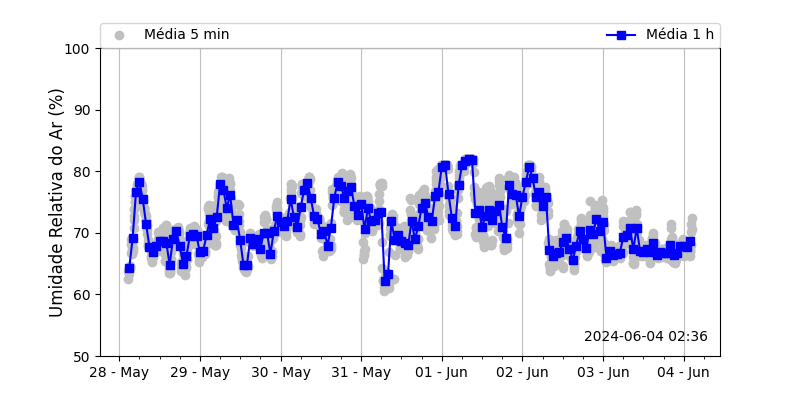 Média 5 min
Média 1 h
Umidade Relativa do Ar (%)
100
90
80
70
60
50
2024-06-04 02:36
28 - May
29 - May
30 - May
31 - May
01 - Jun
02 - Jun
03 - Jun
04 - Jun